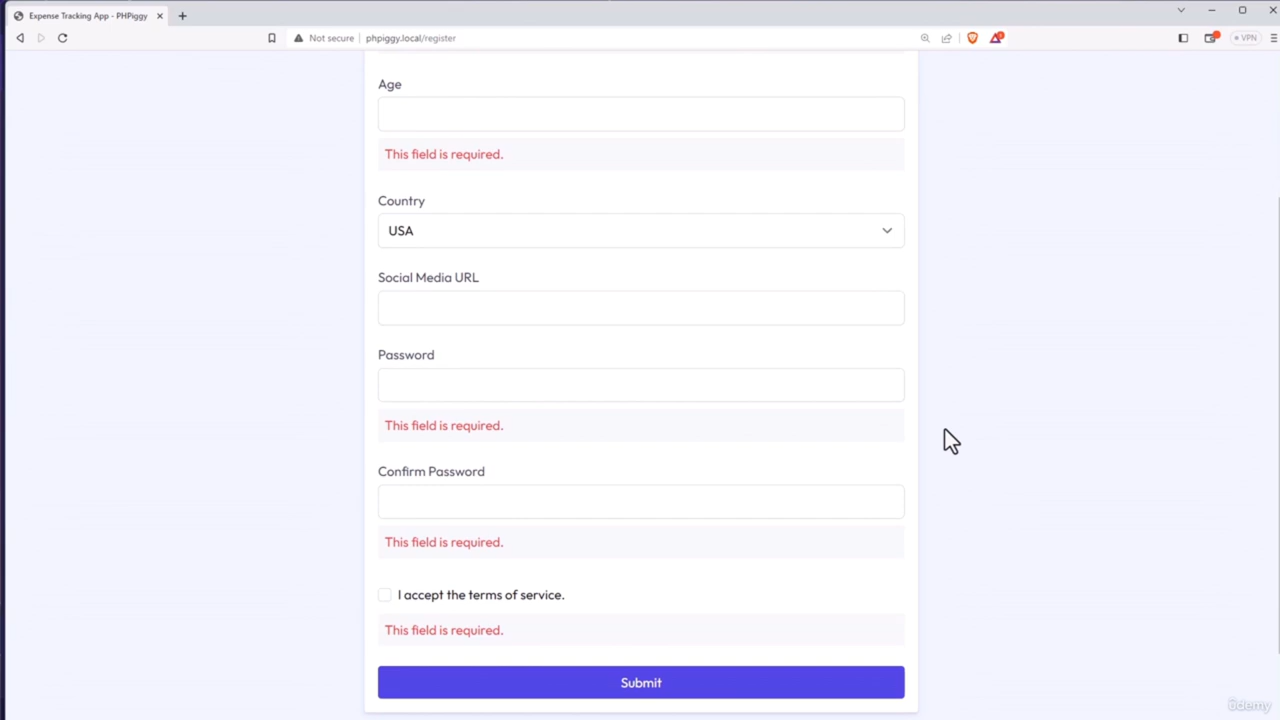 Expense Tracking App - PHPiggy
Not secure
phpiggy.local/register
VPN
Age
This field is required.
Country
USA
Social Media URL
Password
This field is required.
Confirm Password
This field is required.
I accept the terms of service.
This field is required.
Submit
ûdemy